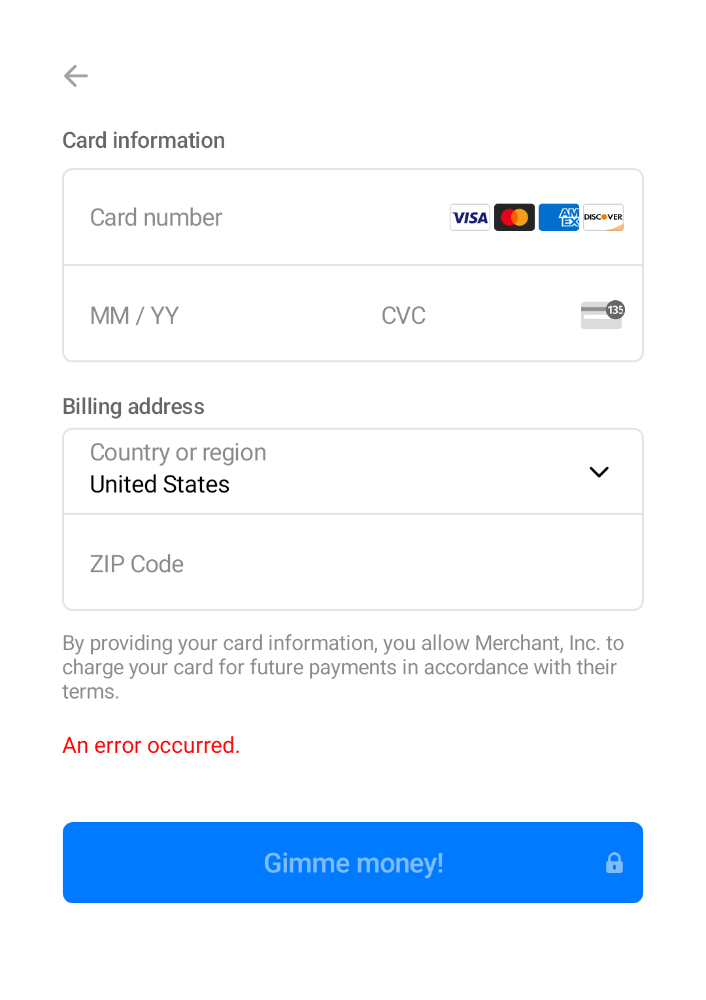 Card information
Card number VISA AM EX DISCOVER
MM / YY CVC 135
Billing address
Country or region
United States
ZIP Code
By providing your card information, you allow Merchant, Inc. to
charge your card for future payments in accordance with their
terms.
An error occurred.
Gimme money!